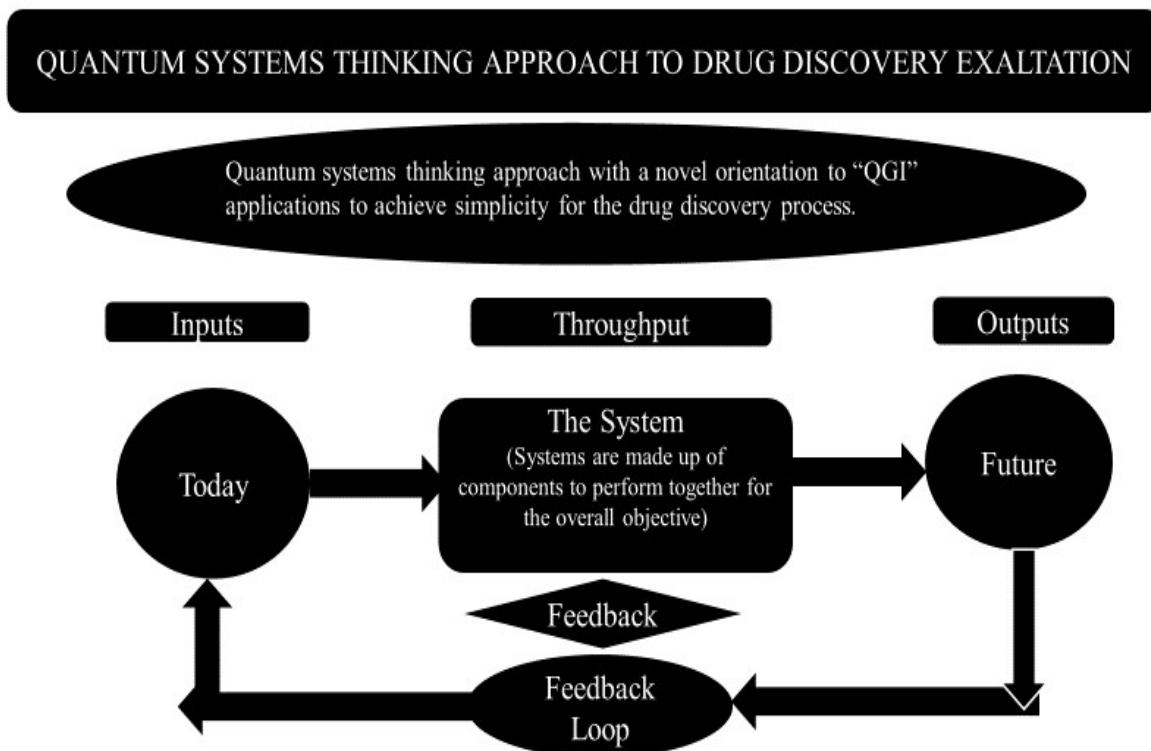 QUANTUM SYSTEMS THINKING APPROACH TO DRUG DISCOVERY EXALTATION
Quantum systems thinking approach with a novel orientation to “QGI”
applications to achieve simplicity for the drug discovery process.
Inputs
Throughput
Outputs
Today
The System
(Systems are made up of
components to perform together for
the overall objective)
Future
Feedback
Feedback
Loop